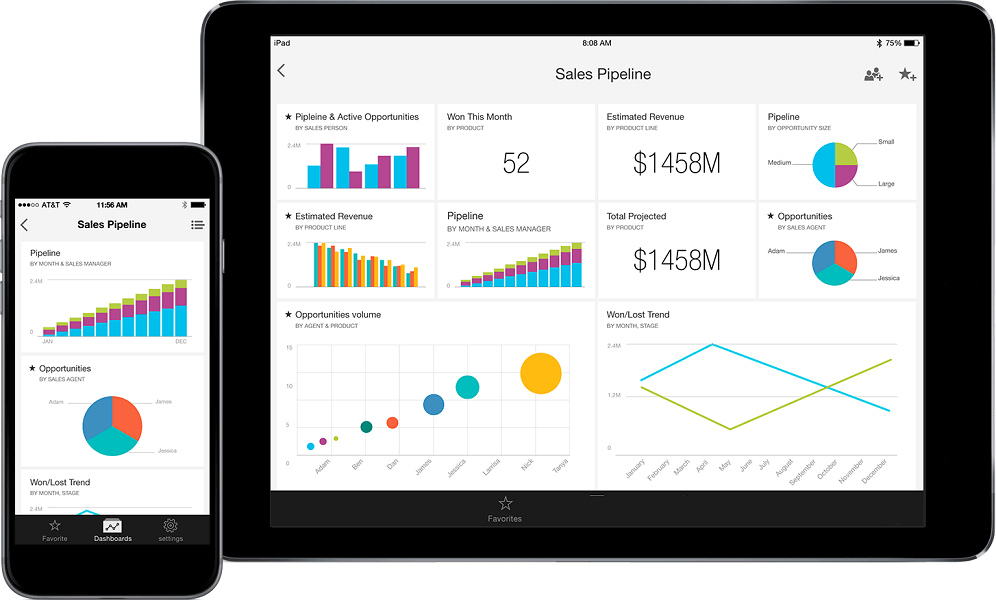 iPad
8:08 AM
75%
Sales Pipeline
Pipleine & Active Opportunities
BY SALES PERSON
2.4M
0
Won This Month
BY PRODUCT
52
Estimated Revenue
BY PRODUCT LINE
$1458M
Pipeline
BY OPPORTUNITY SIZE
Small
Medium
Large
Estimated Revenue
BY PRODUCT LINE
2.4M
0
Pipeline
BY MONTH & SALES MANAGER
2.4M
0
Total Projected
BY PRODUCT
$1458M
Opportunities
BY SALES AGENT
Adam
James
Jessica
Opportunities volume
BY AGENT & PRODUCT
15
10
5
0
Adam
Ben
Dan
James
Jessica
Larrisa
Nick
Tanya
Won/Lost Trend
BY MONTH, STAGE
2.4M
1.2M
0
January
February
March
April
May
June
July
August
September
October
November
December
Favorites
AT&T
11:56 AM
Sales Pipeline
Pipeline
BY MONTH & SALES MANAGER
2.4M
0
JAN
DEC
Opportunities
BY SALES AGENT
Adam
James
Jessica
Won/Lost Trend
BY MONTH, STAGE
2.4M
Favorite
Dashboards
settings